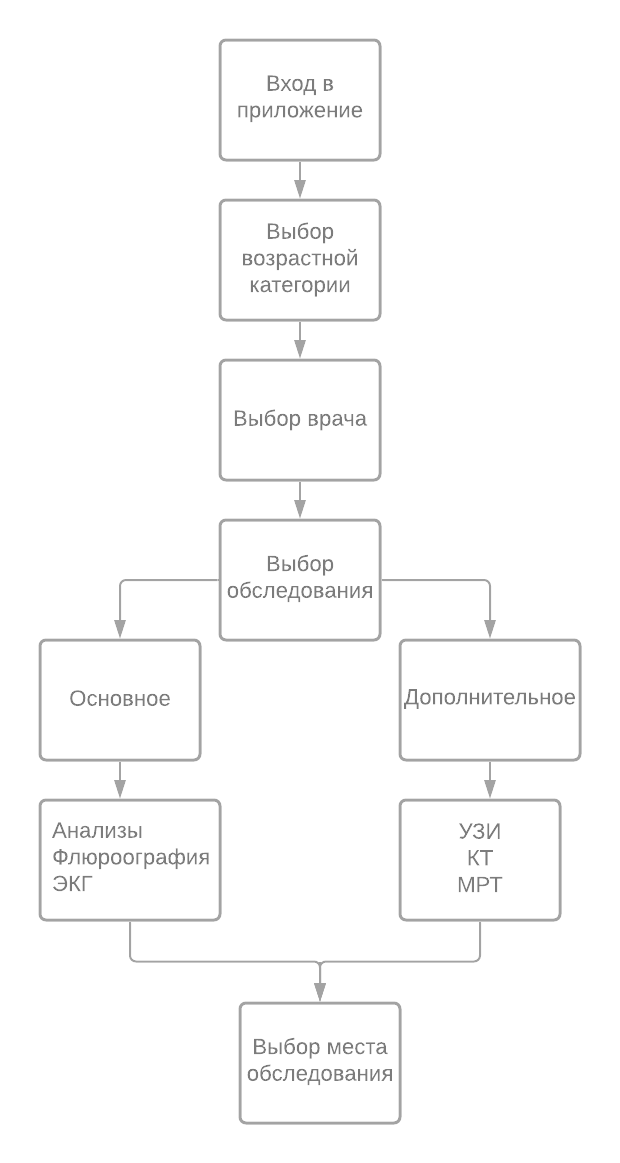 Вход в
приложение
Выбор
возрастной
категории
Выбор врача
Выбор
обследования
Основное
Дополнительное
Анализы
Флюроография
ЭКГ
УЗИ
КТ
МРТ
Выбор места
обследования